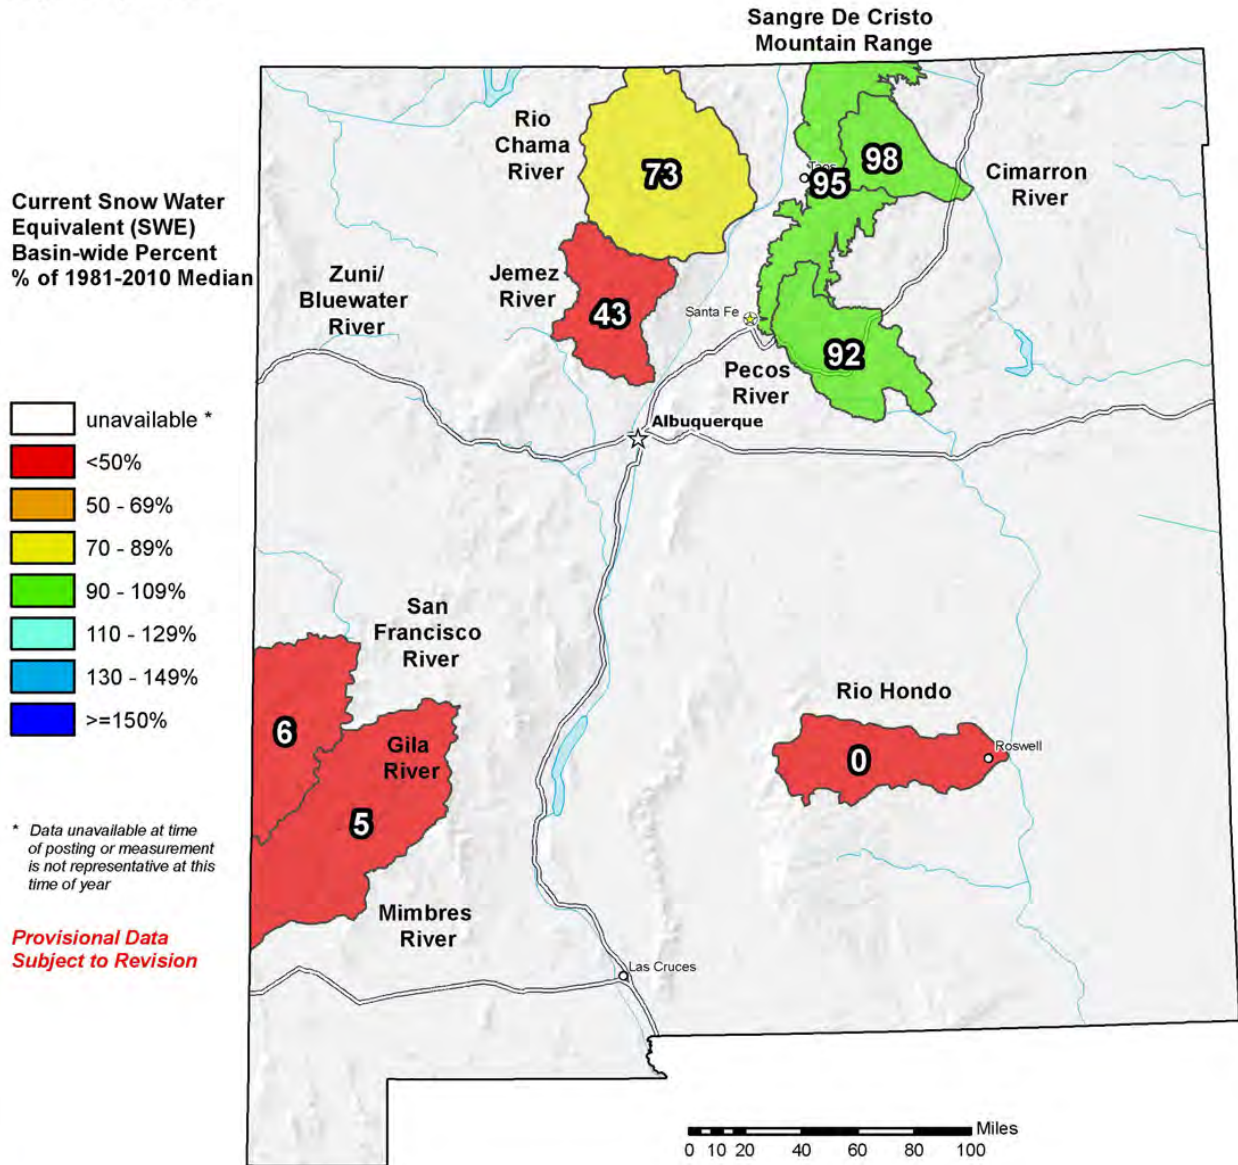 Sangre De Cristo
Mountain Range
Rio
Chama
River
73
98
Taos
95
Cimarron
River
Current Snow Water
Equivalent (SWE)
Basin-wide Percent
% of 1981-2010 Median
Zuni/
Bluewater
River
Jemez
River
43
Santa Fe
92
Pecos
River
Albuquerque
unavailable *
<50%
50 - 69%
70 - 89%
90 - 109%
110 - 129%
130 - 149%
>=150%
San
Francisco
River
6
Gila
River
5
Rio Hondo
0
Roswell
* Data unavailable at time
of posting or measurement
is not representative at this
time of year
Provisional Data
Subject to Revision
Mimbres
River
Las Cruces
Miles
0 10 20 40 60 80 100